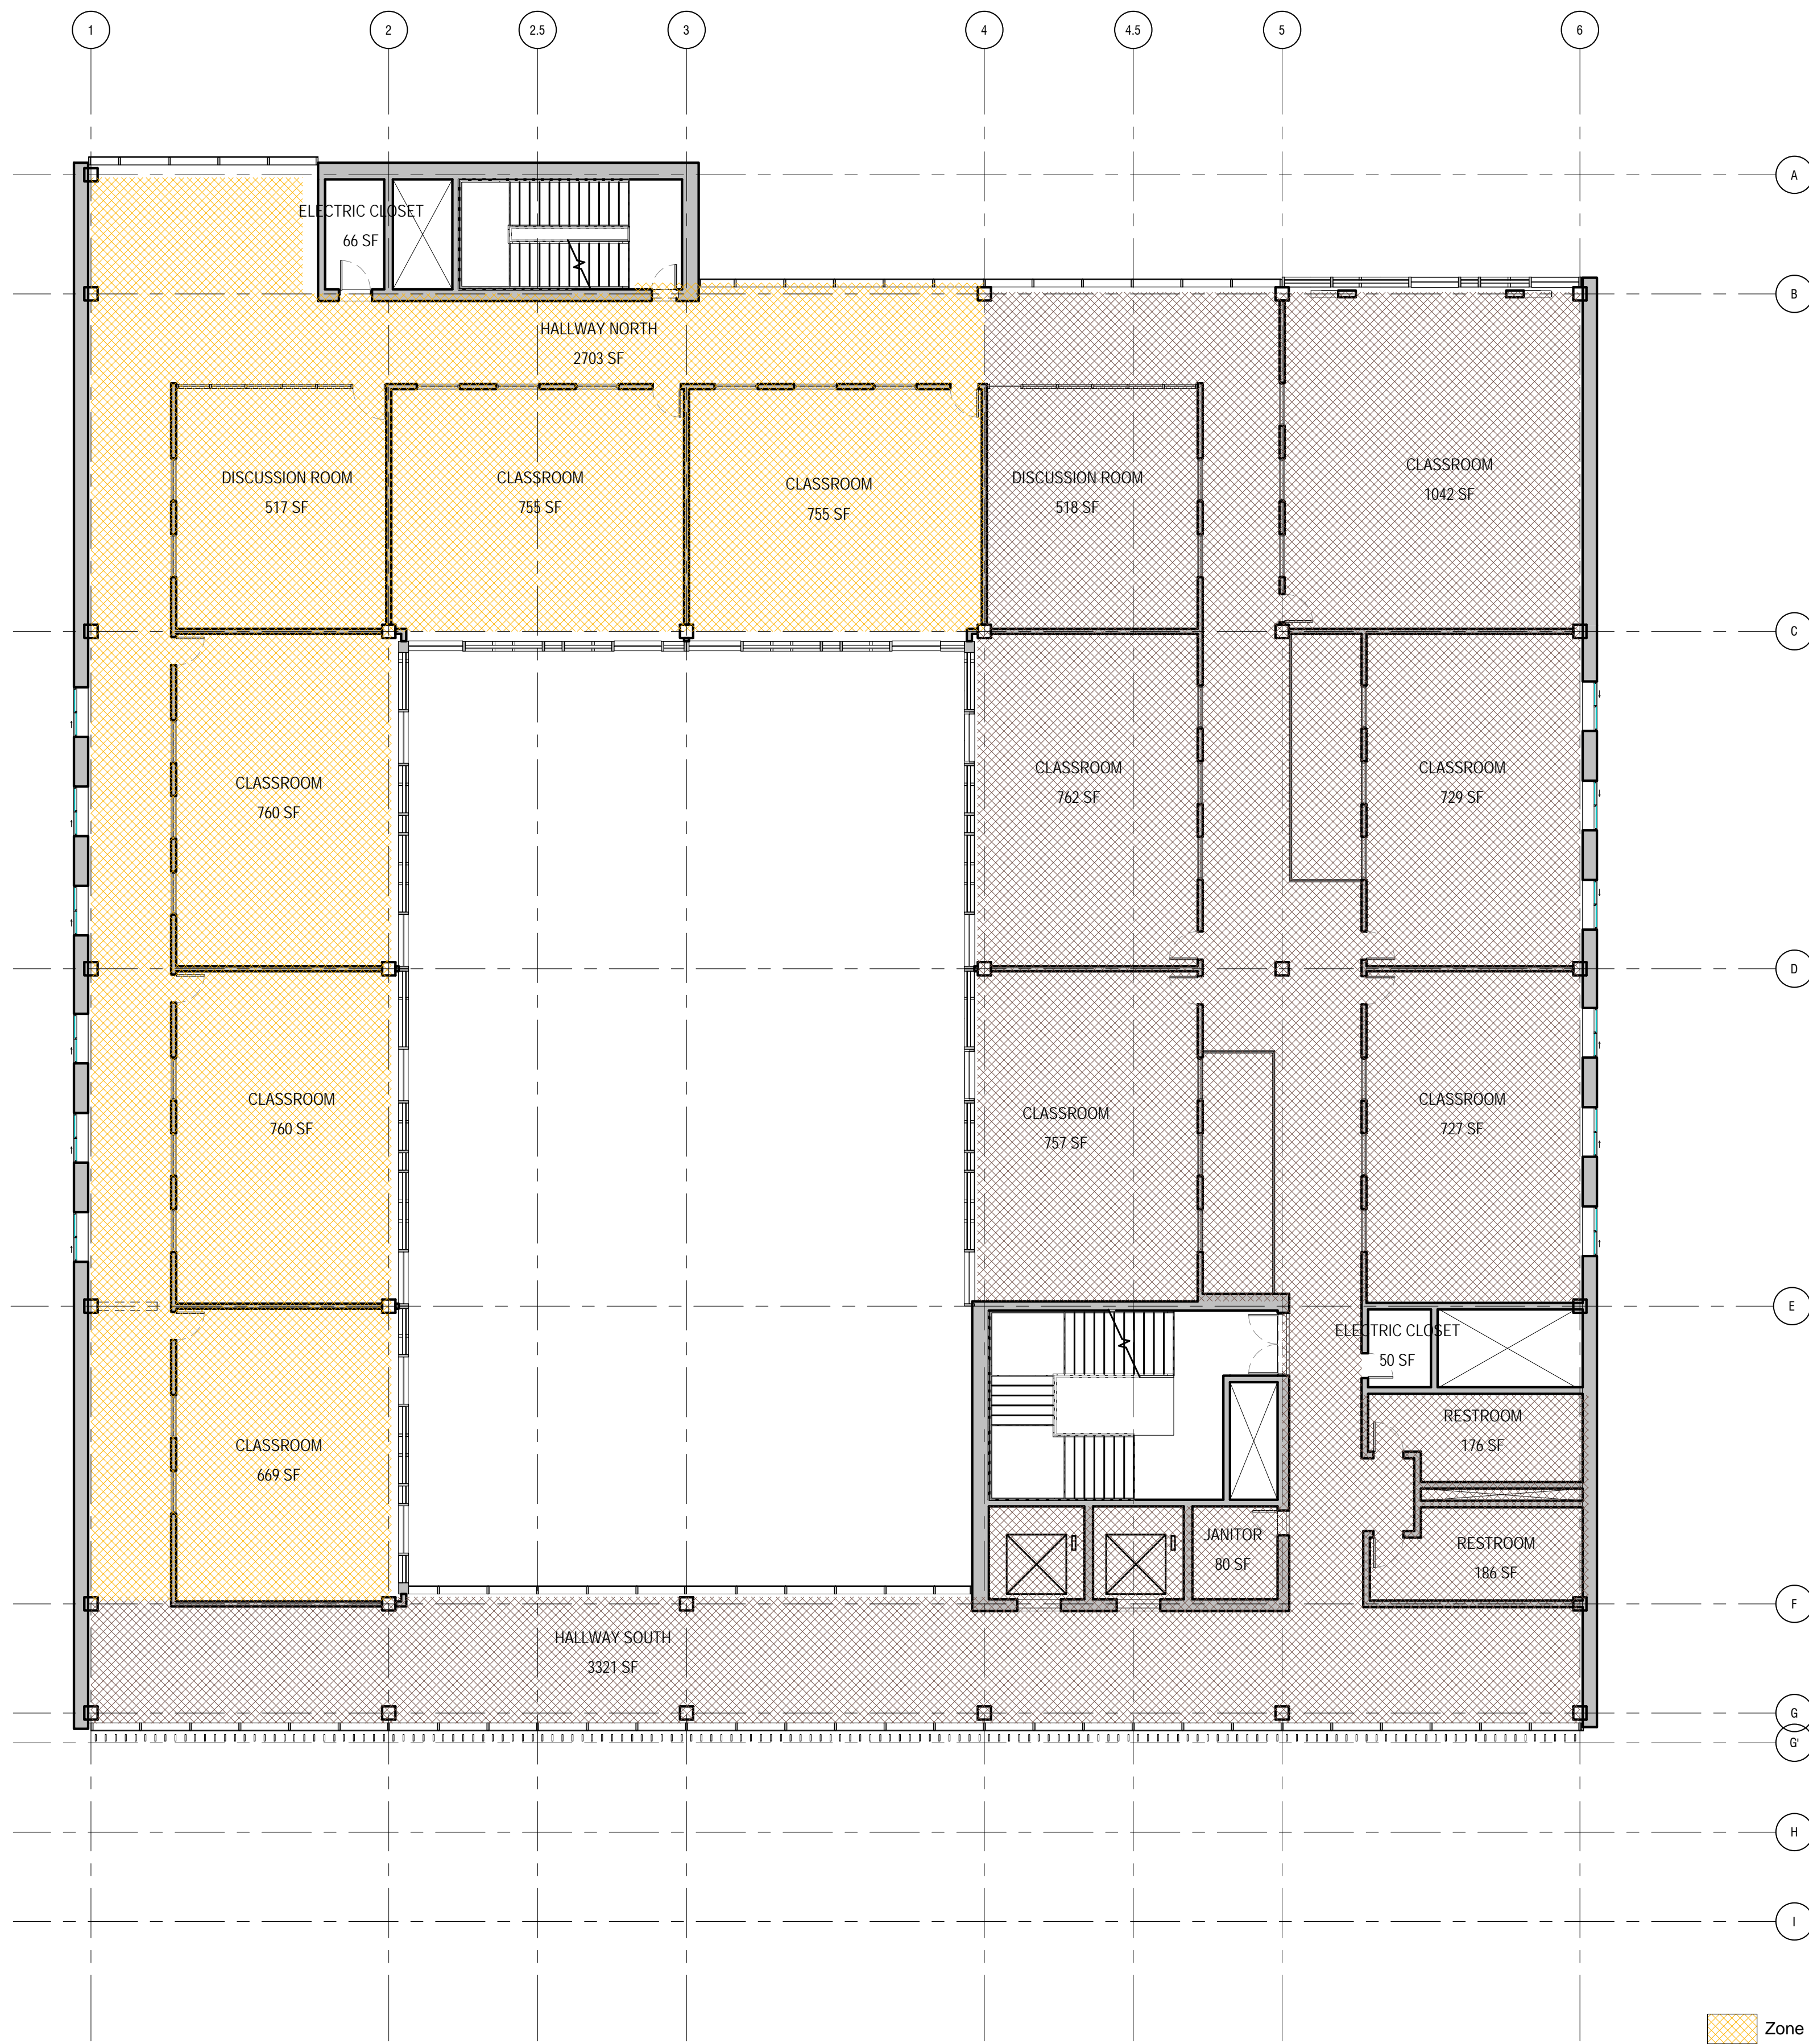 1 2 2.5 3 4 4.5 5 6
A
ELECTRIC CLOSET
66 SF
B
HALLWAY NORTH
2703 SF
DISCUSSION ROOM
517 SF
CLASSROOM
755 SF
CLASSROOM
755 SF
DISCUSSION ROOM
518 SF
CLASSROOM
1042 SF
C
CLASSROOM
760 SF
CLASSROOM
762 SF
CLASSROOM
729 SF
D
CLASSROOM
760 SF
CLASSROOM
757 SF
CLASSROOM
727 SF
E
ELECTRIC CLOSET
50 SF
RESTROOM
176 SF
CLASSROOM
669 SF
JANITOR
80 SF
RESTROOM
186 SF
F
HALLWAY SOUTH
3321 SF
G
G'
H
I
Zone